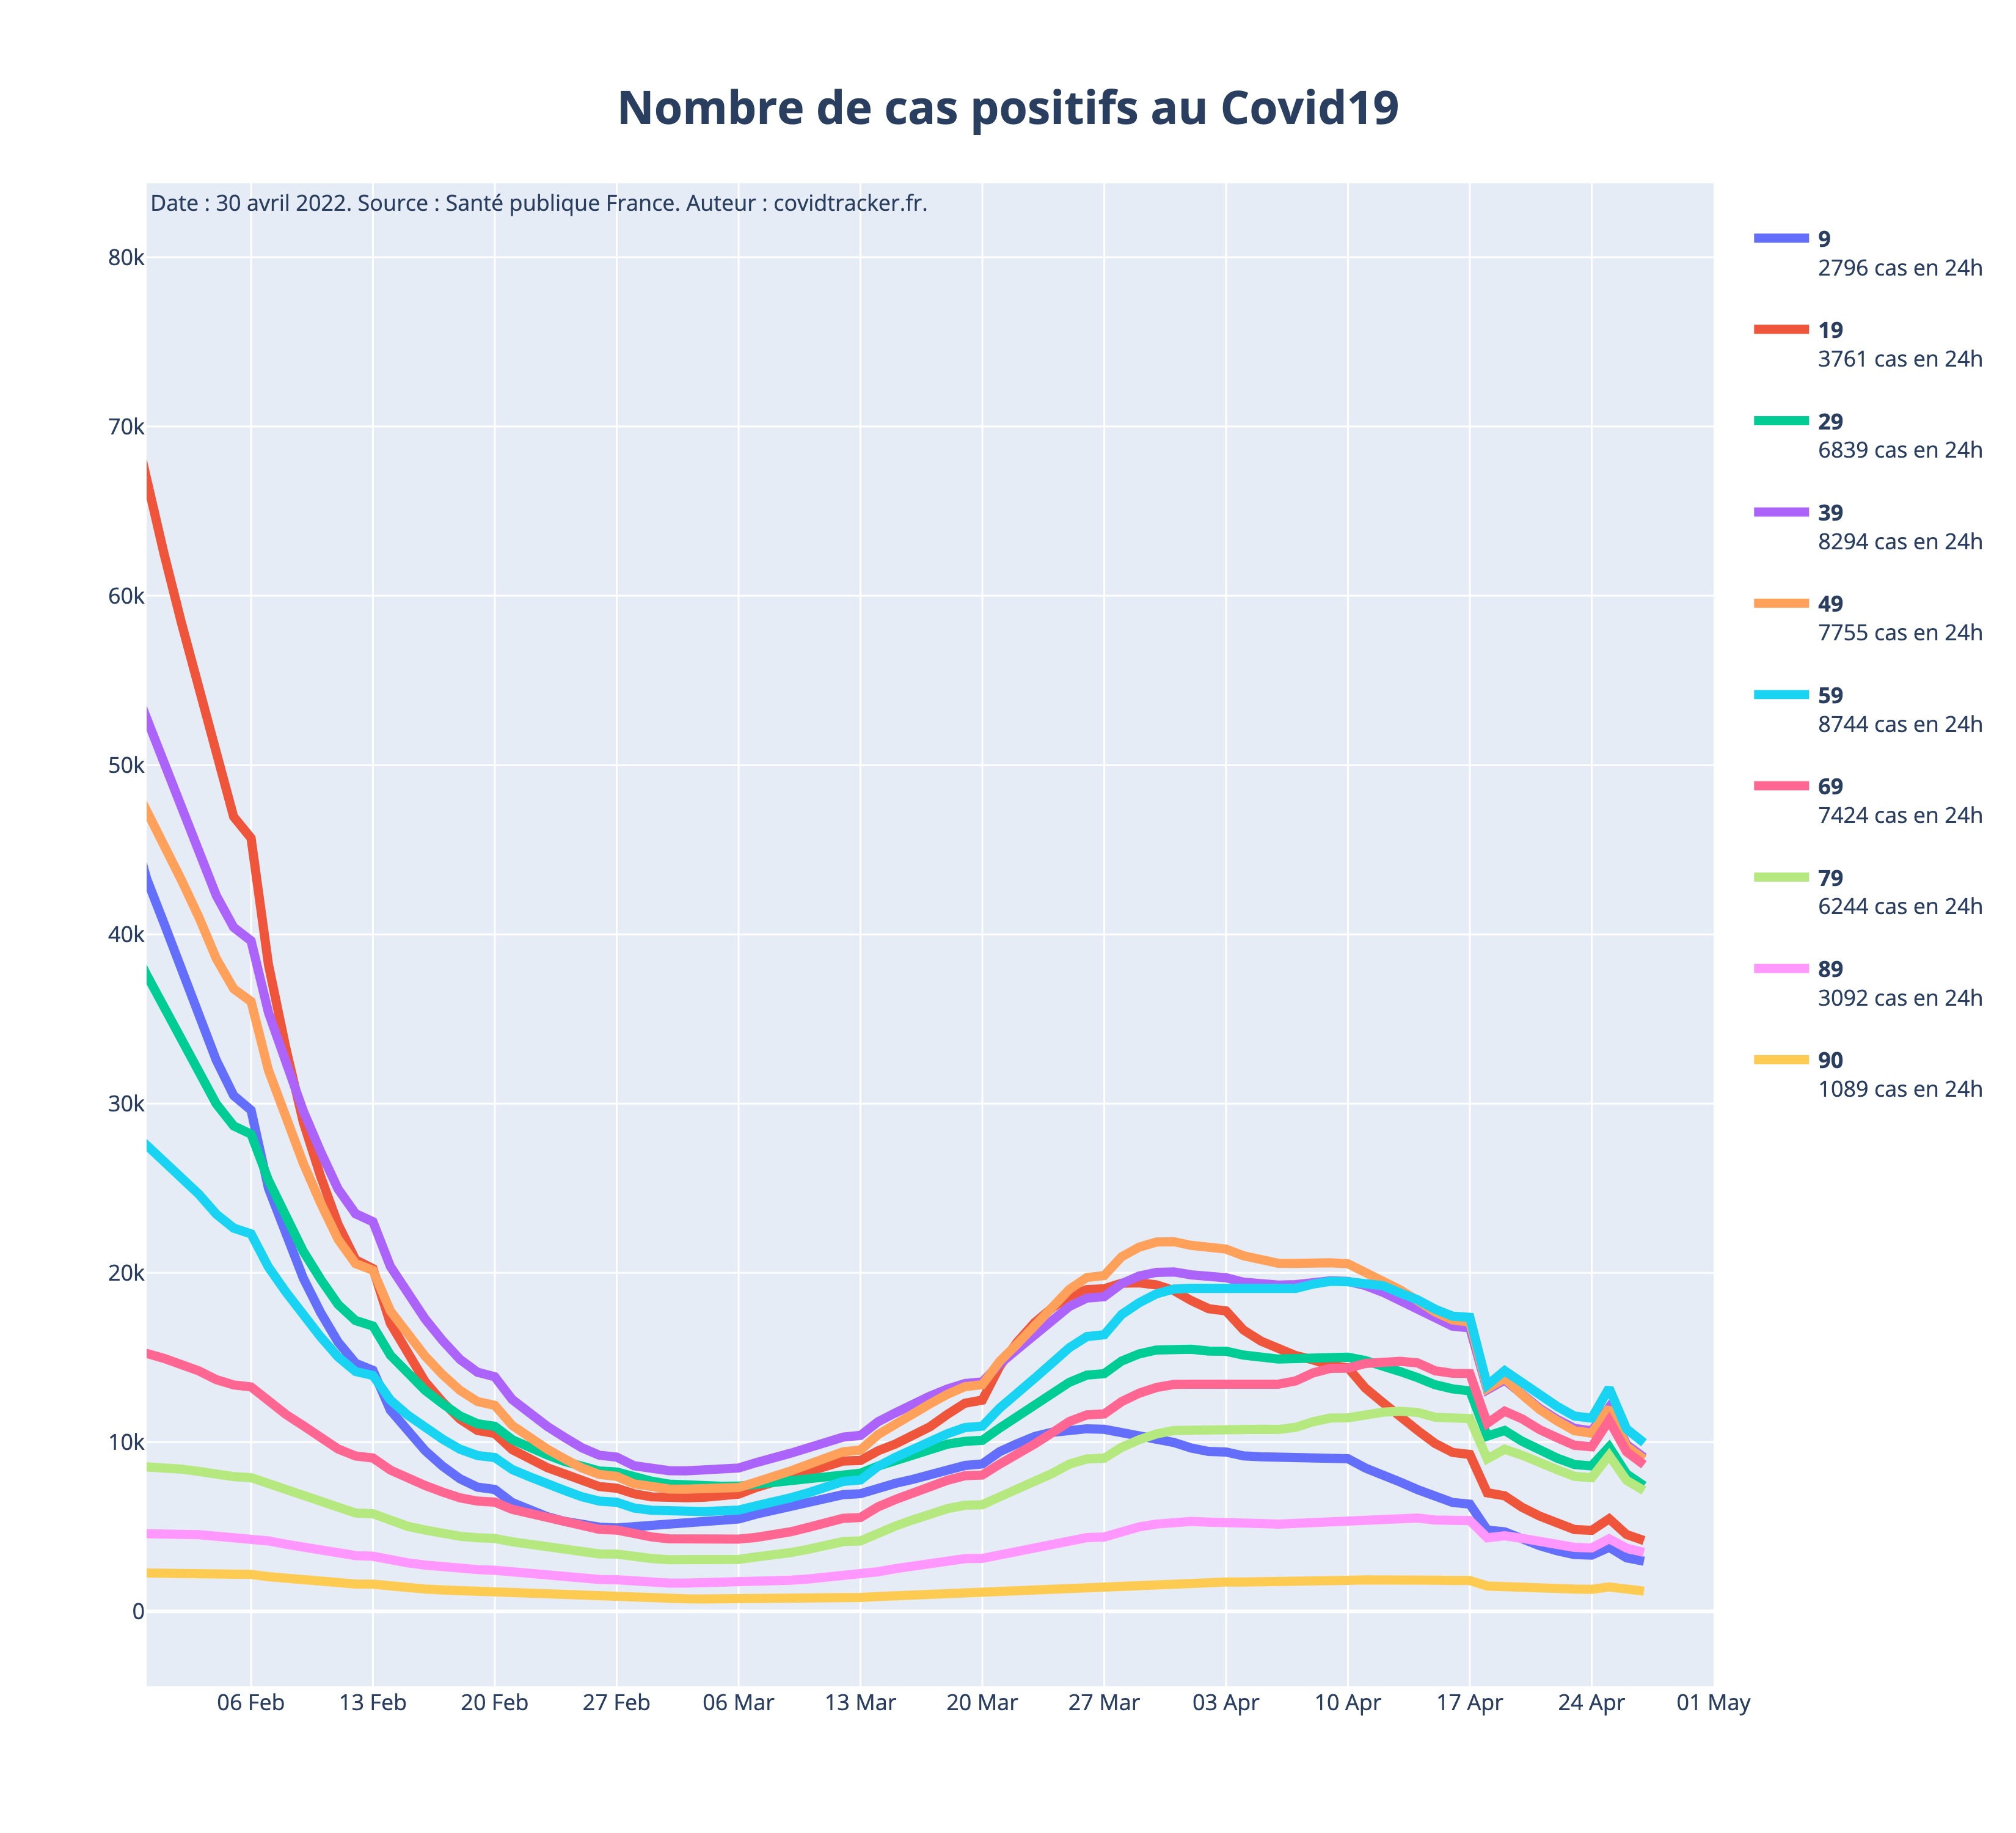 Nombre de cas positifs au Covid19
Date : 30 avril 2022. Source : Santé publique France. Auteur : covidtracker.fr.
80k
70k
60k
50k
40k
30k
20k
10k
0
06 Feb
13 Feb
20 Feb
27 Feb
06 Mar
13 Mar
20 Mar
27 Mar
03 Apr
10 Apr
17 Apr
24 Apr
01 May
9
2796 cas en 24h
19
3761 cas en 24h
29
6839 cas en 24h
39
8294 cas en 24h
49
7755 cas en 24h
59
8744 cas en 24h
69
7424 cas en 24h
79
6244 cas en 24h
89
3092 cas en 24h
90
1089 cas en 24h